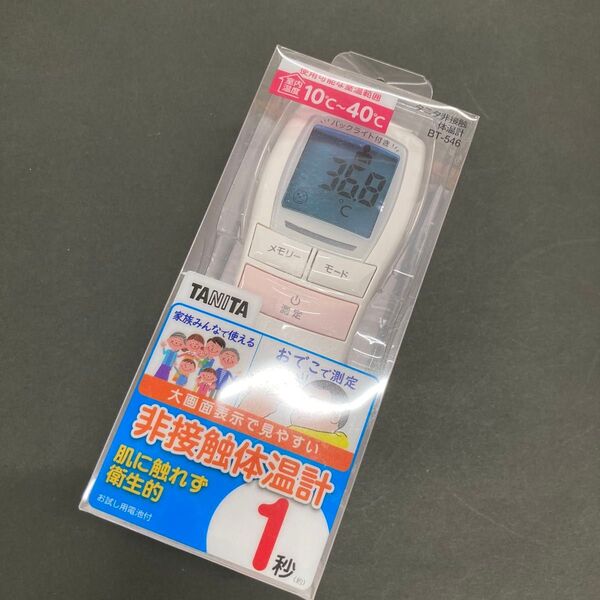 使用可能な室温範囲
室内
温度
10℃～40℃
タニタ非接触
体温計
BT-546
バックライト付き
36.8
℃
メモリー
モード
測定
TANITA
家族みんなで使える
おでこで測定
大画面表示で見やすい
非接触体温計
肌に触れず
衛生的
1秒
(約)
お試し用電池付